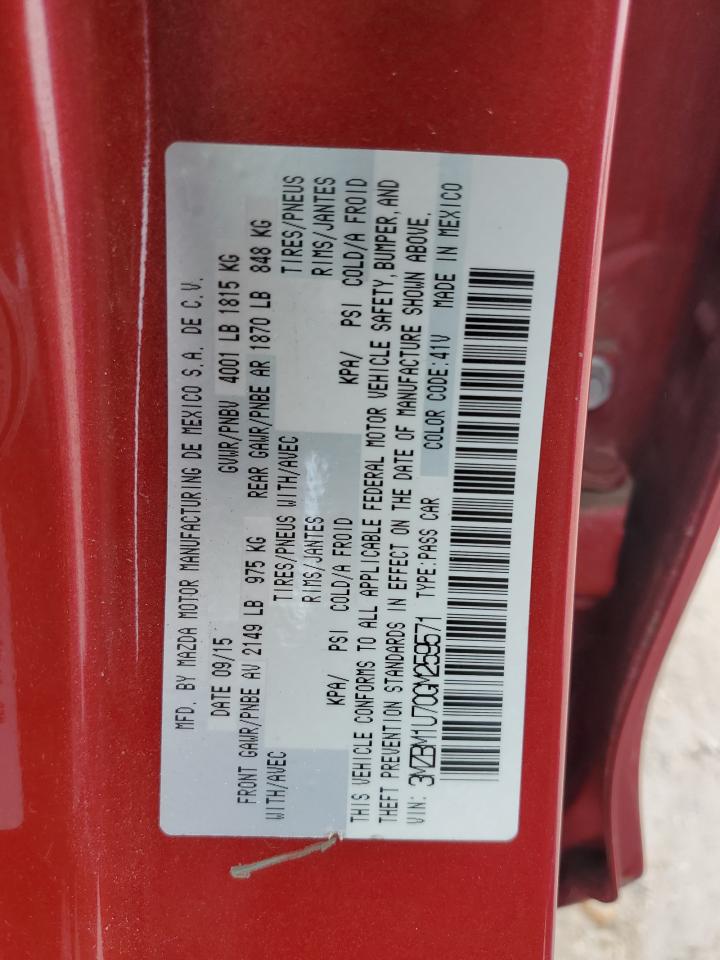 MFD. BY MAZDA MOTOR MANUFACTURING DE MEXICO S.A. DE C.V.
DATE 09/15 GVWR/PNBV 4001 LB 1815 KG
FRONT GAWR/PNBE AV 2149 LB 975 KG REAR GAWR/PNBE AR 1870 LB 848 KG
WITH/AVEC TIRES/PNEUS WITH/AVEC TIRES/PNEUS
RIMS/JANTES RIMS/JANTES
KPA/ PSI COLD/A FROID KPA/ PSI COLD/A FROID
THIS VEHICLE CONFORMS TO ALL APPLICABLE FEDERAL MOTOR VEHICLE SAFETY, BUMPER, AND
THEFT PREVENTION STANDARDS IN EFFECT ON THE DATE OF MANUFACTURE SHOWN ABOVE.
VIN: 3MZBM1U70GM259571 TYPE:PASS CAR COLOR CODE:41V MADE IN MEXICO